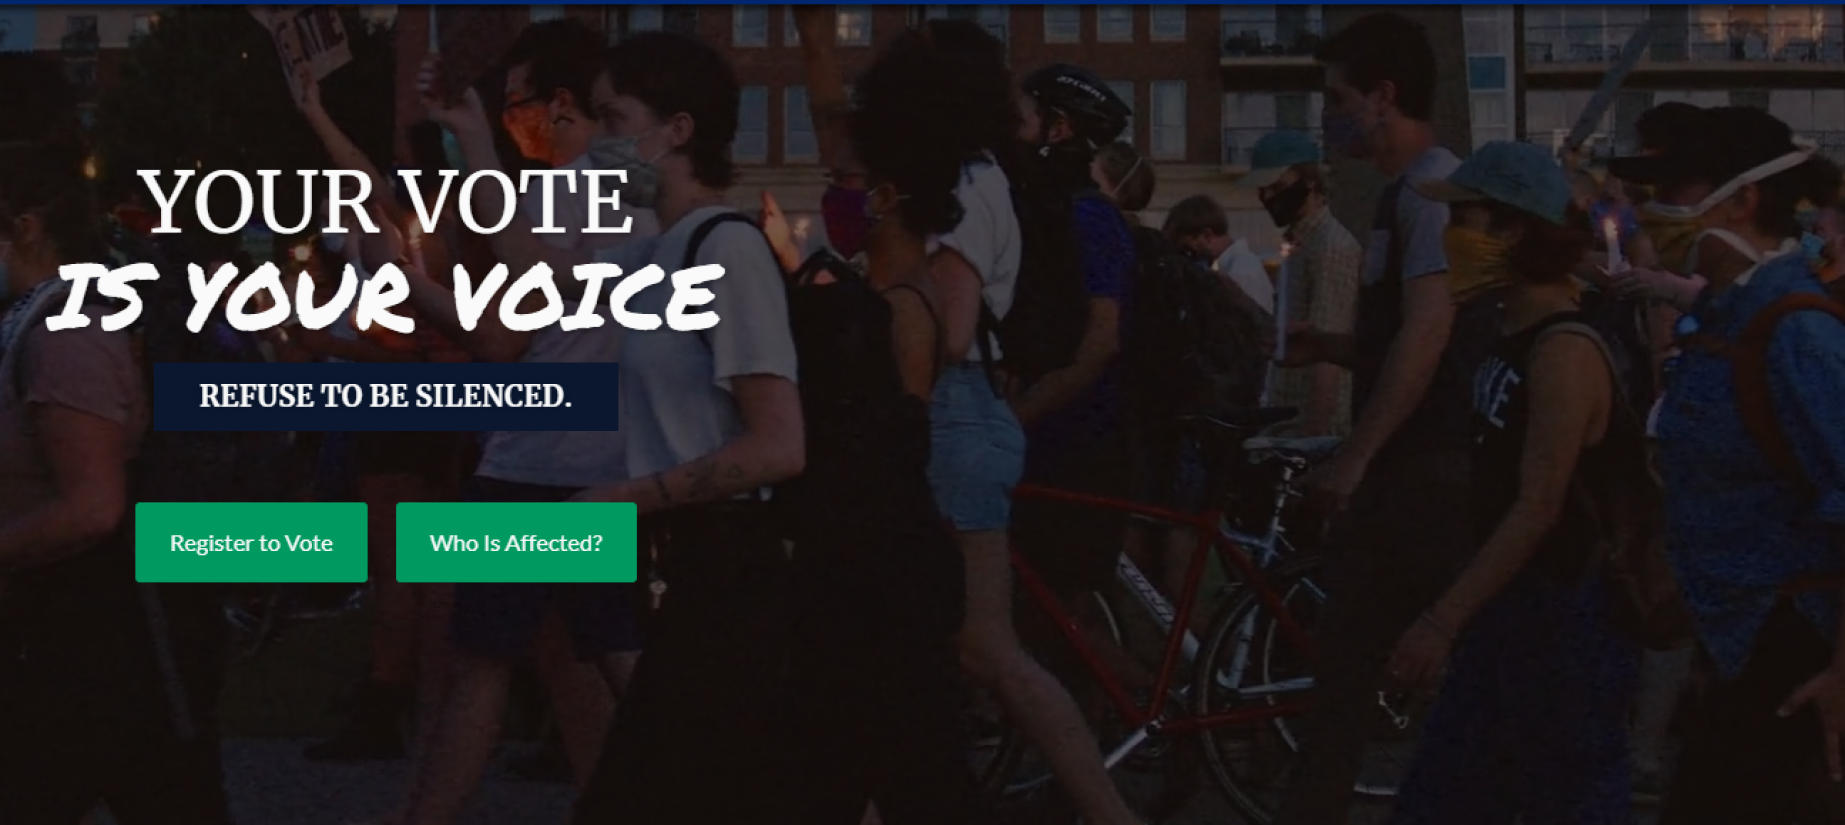 YOUR VOTE
IS YOUR VOICE
REFUSE TO BE SILENCED.
Register to Vote
Who Is Affected?